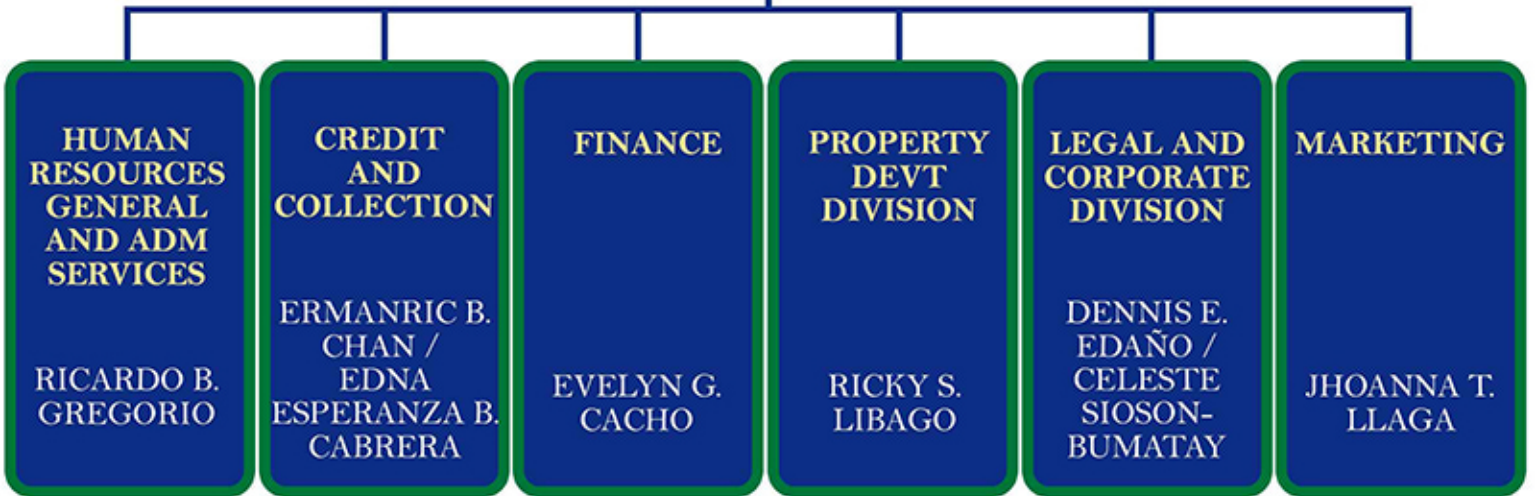 HUMAN
RESOURCES
GENERAL
AND ADM
SERVICES
RICARDO B.
GREGORIO
CREDIT
AND
COLLECTION
ERMANRIC B.
CHAN /
EDNA
ESPERANZA B.
CABRERA
FINANCE
EVELYN G.
CACHO
PROPERTY
DEVT
DIVISION
RICKY S.
LIBAGO
LEGAL AND
CORPORATE
DIVISION
DENNIS E.
EDAÑO /
CELESTE
SIOSON-
BUMATAY
MARKETING
JHOANNA T.
LLAGA